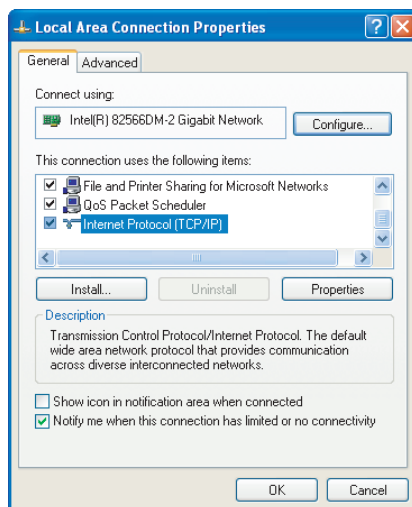 Local Area Connection Properties
General
Advanced
Connect using:
Intel(R) 82566DM-2 Gigabit Network
Configure...
This connection uses the following items:
File and Printer Sharing for Microsoft Networks
QoS Packet Scheduler
Internet Protocol (TCP/IP)
Install...
Uninstall
Properties
Description
Transmission Control Protocol/Internet Protocol. The default
wide area network protocol that provides communication
across diverse interconnected networks.
Show icon in notification area when connected
Notify me when this connection has limited or no connectivity
OK
Cancel